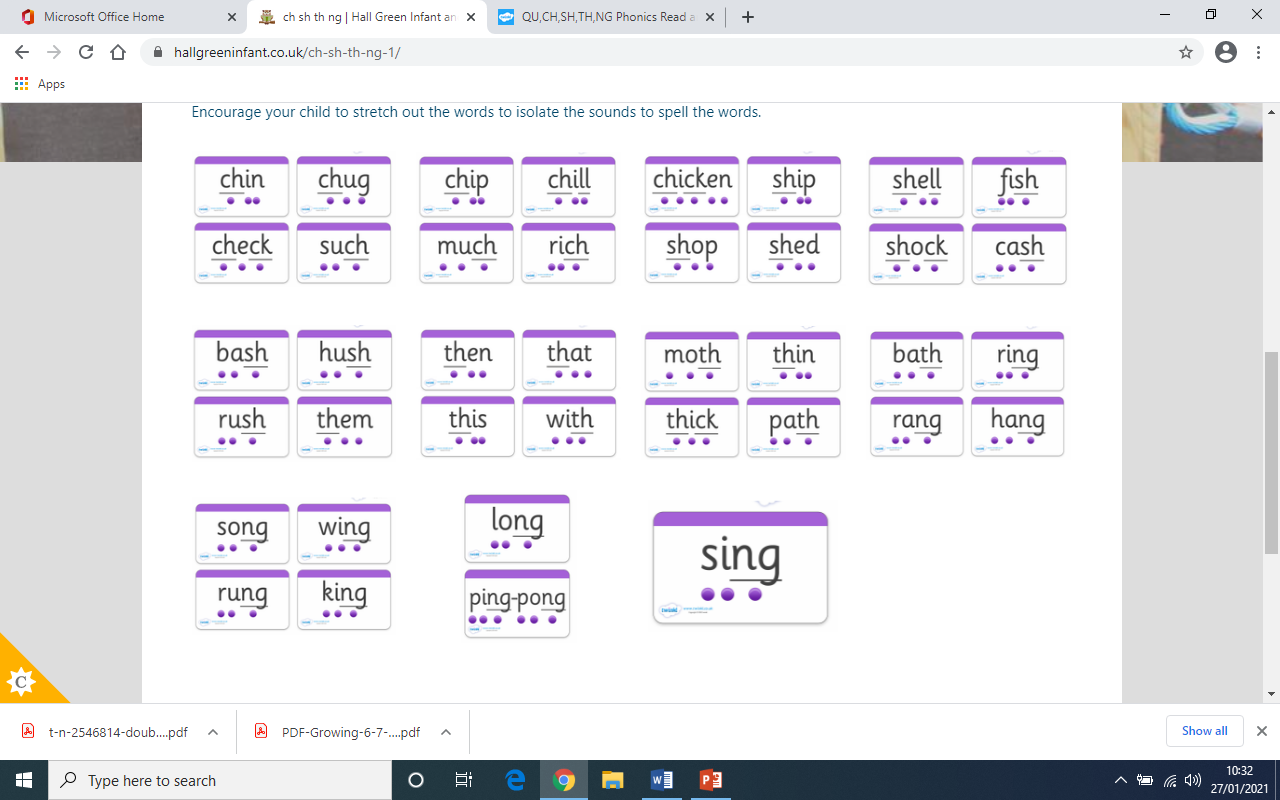 Microsoft Office Home
ch sh th ng | Hall Green Infant an
QU,CH,SH,TH,NG Phonics Read a
hallgreeninfant.co.uk/ch-sh-th-ng-1/
Apps
Encourage your child to stretch out the words to isolate the sounds to spell the words.
chin chug chip chill chicken ship shell fish
check such much rich shop shed shock cash
bash hush then that moth thin bath ring
rush them this with thick path rang hang
song wing long sing
rung king ping-pong
C
t-n-2546814-doub....pdf
PDF-Growing-6-7-....pdf
Show all
Type here to search
10:32
27/01/2021